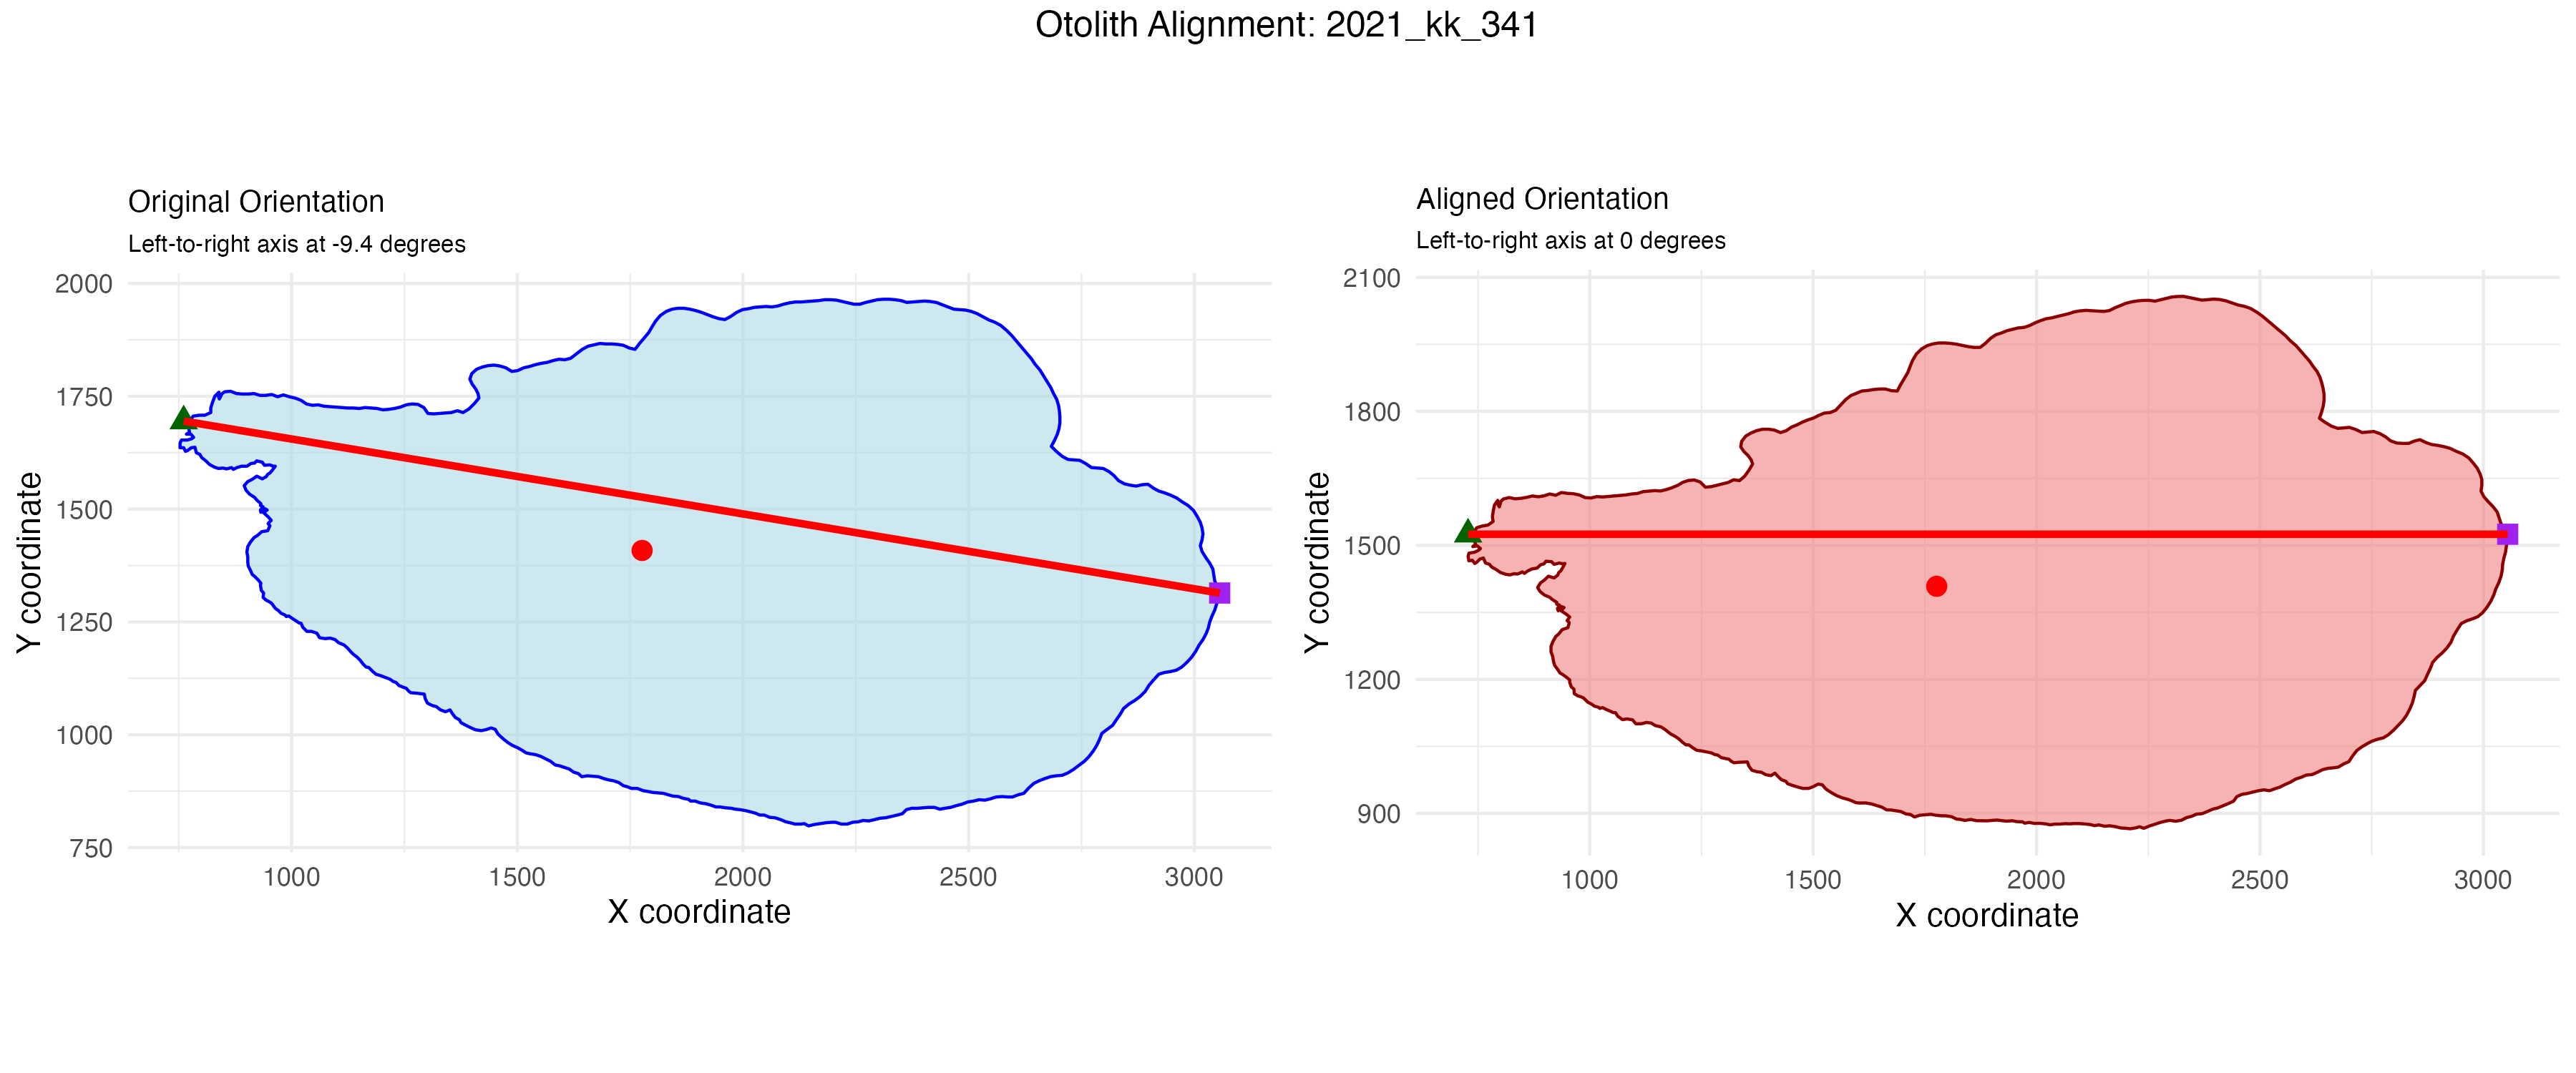 Otolith Alignment: 2021_kk_341
Original Orientation
Left-to-right axis at -9.4 degrees
2000
1750
1500
1250
1000
750
Y coordinate
1000 1500 2000 2500 3000
X coordinate
Aligned Orientation
Left-to-right axis at 0 degrees
2100
1800
1500
1200
900
Y coordinate
1000 1500 2000 2500 3000
X coordinate